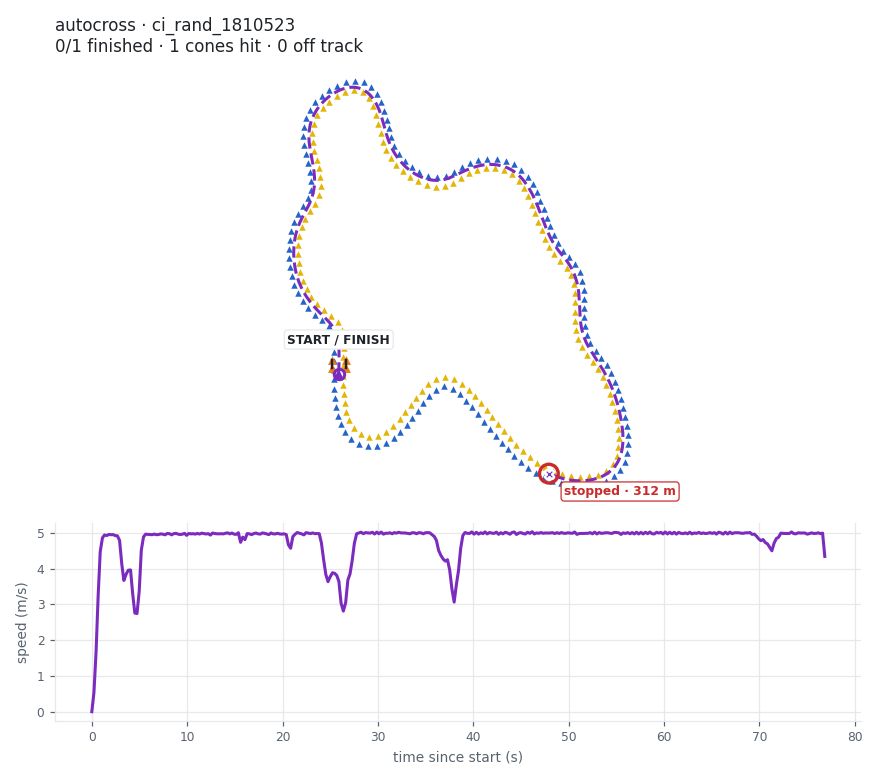 autocross · ci_rand_1810523
0/1 finished · 1 cones hit · 0 off track
START / FINISH
stopped · 312 m
5
4
3
2
1
0
speed (m/s)
0 10 20 30 40 50 60 70 80
time since start (s)